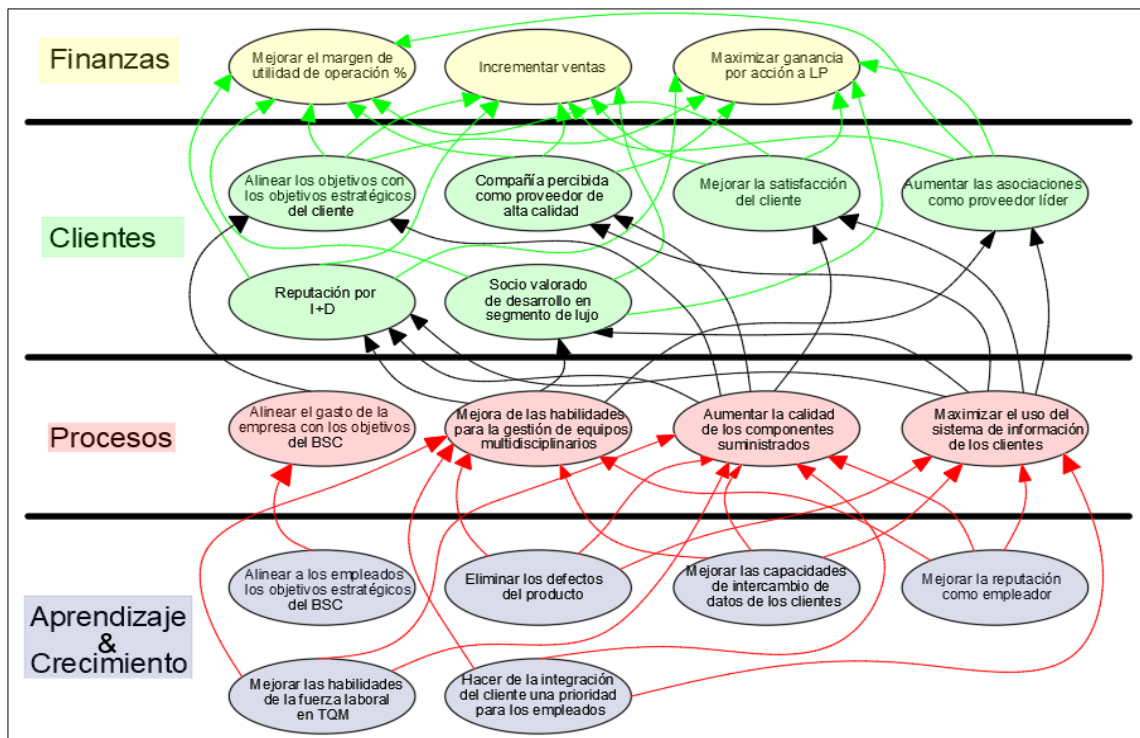 Finanzas
Mejorar el margen de
utilidad de operación %
Incrementar ventas
Maximizar ganancia
por acción a LP
Clientes
Alinear los objetivos con
los objetivos estratégicos
del cliente
Compañía percibida
como proveedor de
alta calidad
Mejorar la satisfacción
del cliente
Aumentar las asociaciones
como proveedor líder
Reputación por
I+D
Socio valorado
de desarrollo en
segmento de lujo
Procesos
Alinear el gasto de la
empresa con los objetivos
del BSC
Mejora de las habilidades
para la gestión de equipos
multidisciplinarios
Aumentar la calidad
de los componentes
suministrados
Maximizar el uso del
sistema de información
de los clientes
Aprendizaje
&
Crecimiento
Alinear a los empleados
los objetivos estratégicos
del BSC
Eliminar los defectos
del producto
Mejorar las capacidades
de intercambio de
datos de los clientes
Mejorar la reputación
como empleador
Mejorar las habilidades
de la fuerza laboral
en TQM
Hacer de la integración
del cliente una prioridad
para los empleados